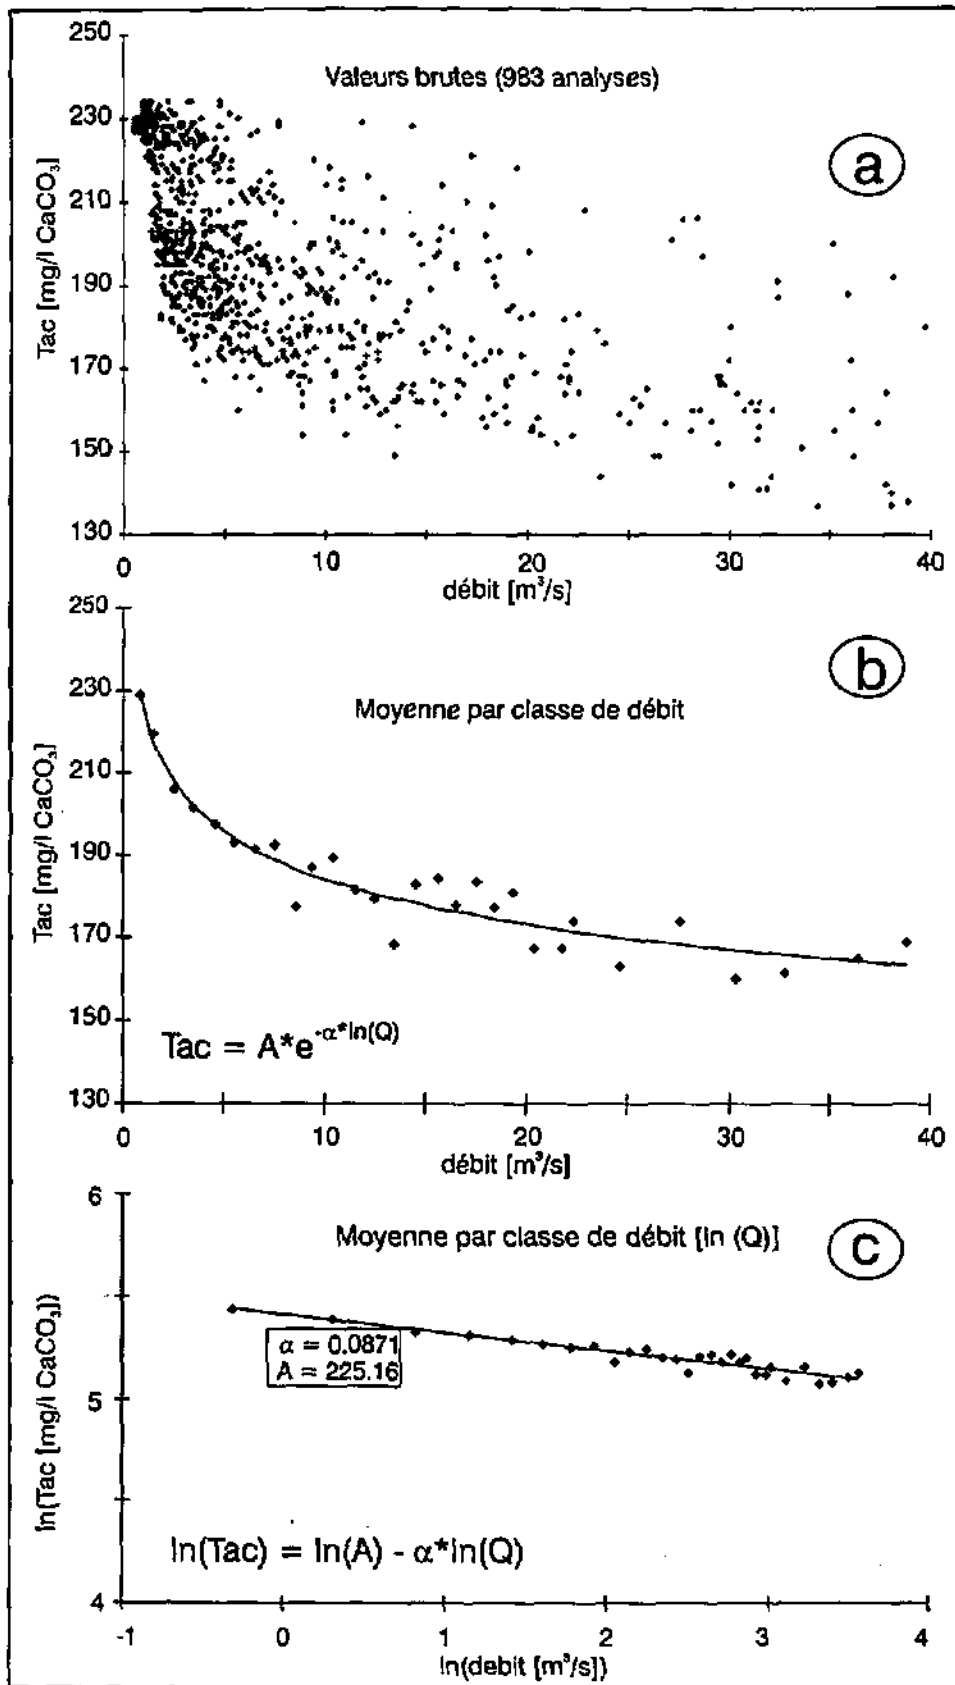 250
Valeurs brutes (983 analyses)
230
a
210
190
170
150
130
Tac [mg/l CaCO₃]
0 10 20 30 40
débit [m³/s]
250
b
230
Moyenne par classe de débit
210
190
170
150
130
Tac [mg/l CaCO₃]
Tac = A*e^-α*ln(Q)
0 10 20 30 40
débit [m³/s]
6
Moyenne par classe de débit [ln (Q)]
c
α = 0.0871
A = 225.16
5
ln(Tac [mg/l CaCO₃])
ln(Tac) = ln(A) - α*ln(Q)
4
-1 0 1 2 3 4
ln(debit [m³/s])